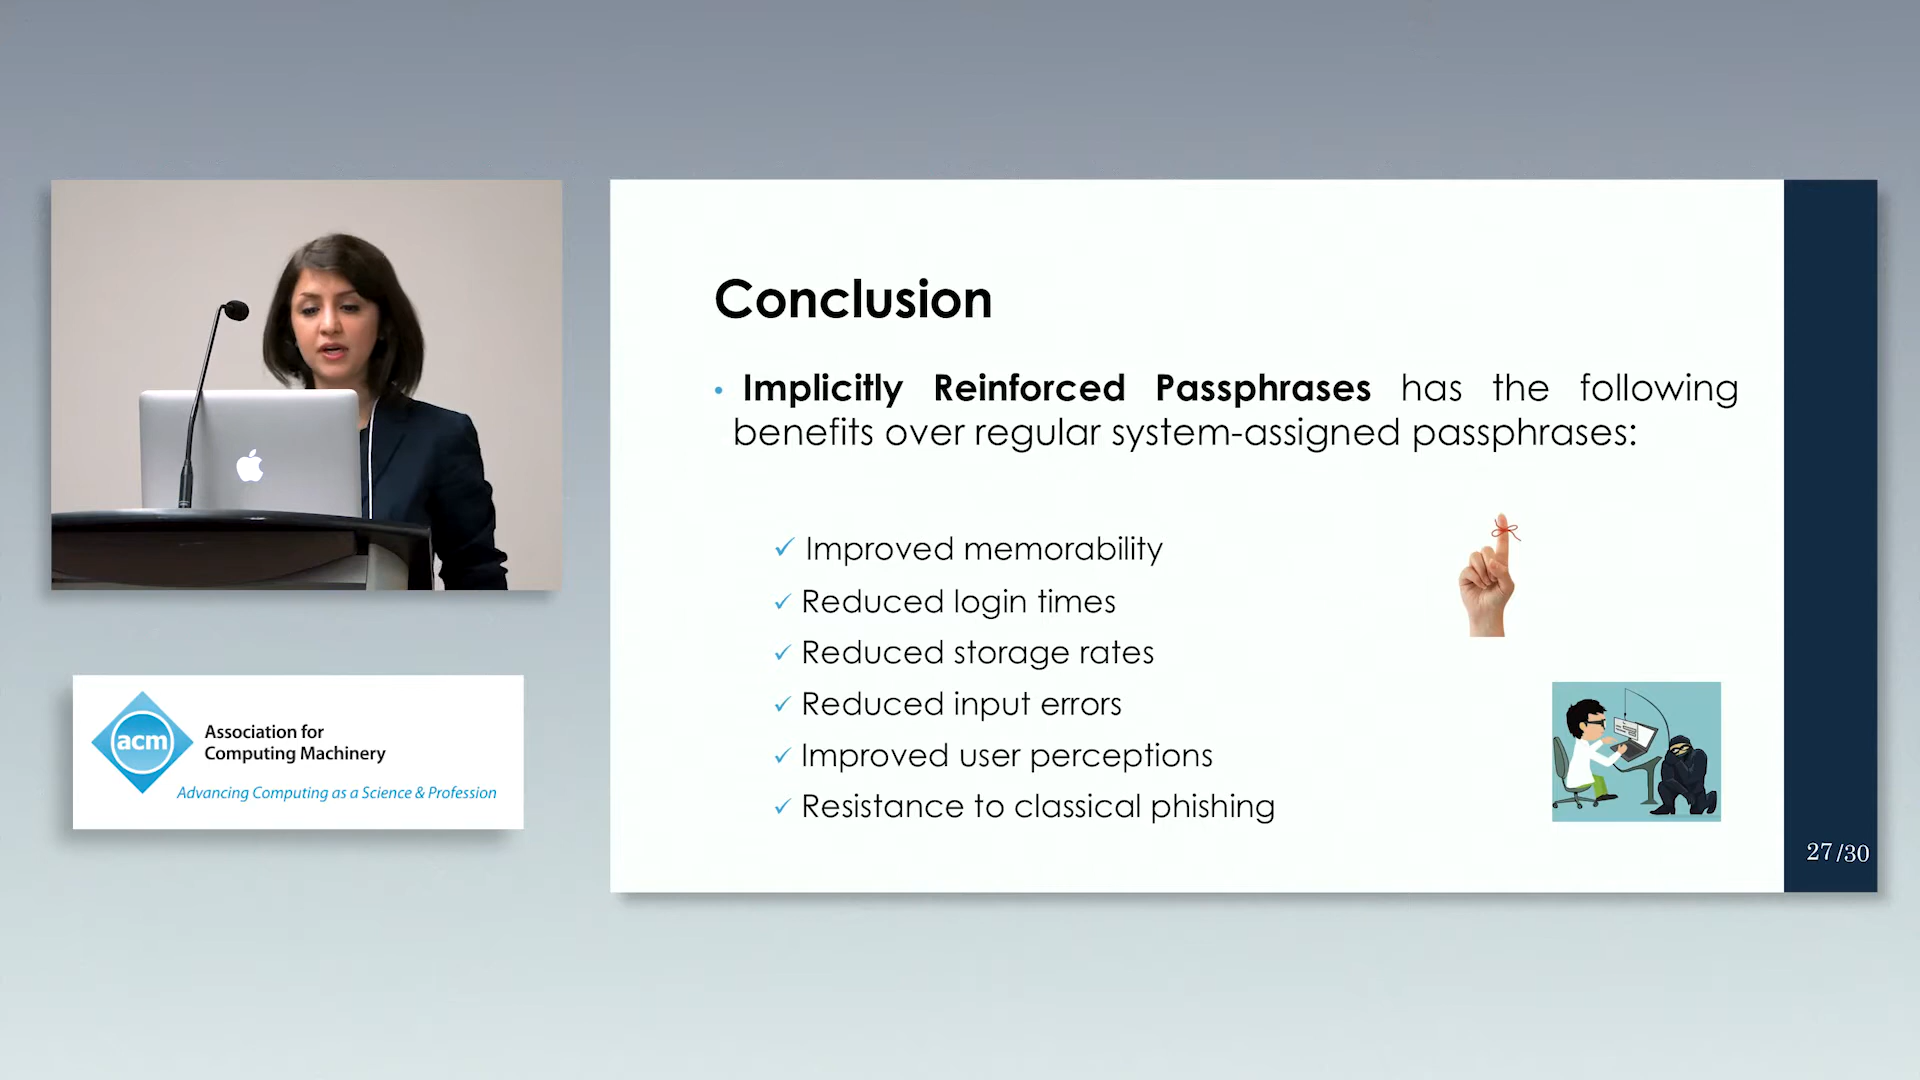 Conclusion
• Implicitly Reinforced Passphrases has the following
benefits over regular system-assigned passphrases:
✓ Improved memorability
✓ Reduced login times
✓ Reduced storage rates
✓ Reduced input errors
✓ Improved user perceptions
✓ Resistance to classical phishing
27/30
acm
Association for
Computing Machinery
Advancing Computing as a Science & Profession